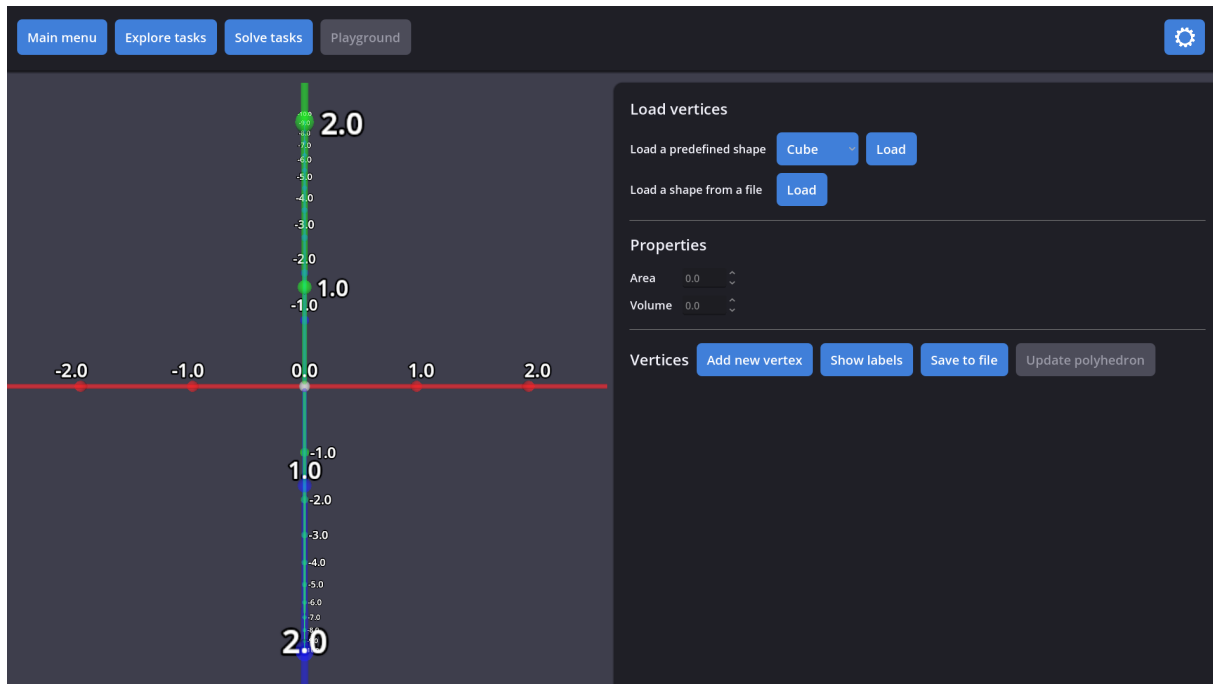 Main menu Explore tasks Solve tasks Playground
Load vertices
Load a predefined shape Cube Load
Load a shape from a file Load
Properties
Area 0.0
Volume 0.0
Vertices Add new vertex Show labels Save to file Update polyhedron
2.0
-7.0
-6.0
-5.0
-4.0
-3.0
-2.0
1.0
-1.0
-2.0 -1.0 0.0 1.0 2.0
-1.0
1.0
-2.0
-3.0
-4.0
-5.0
-6.0
-7.0
2.0